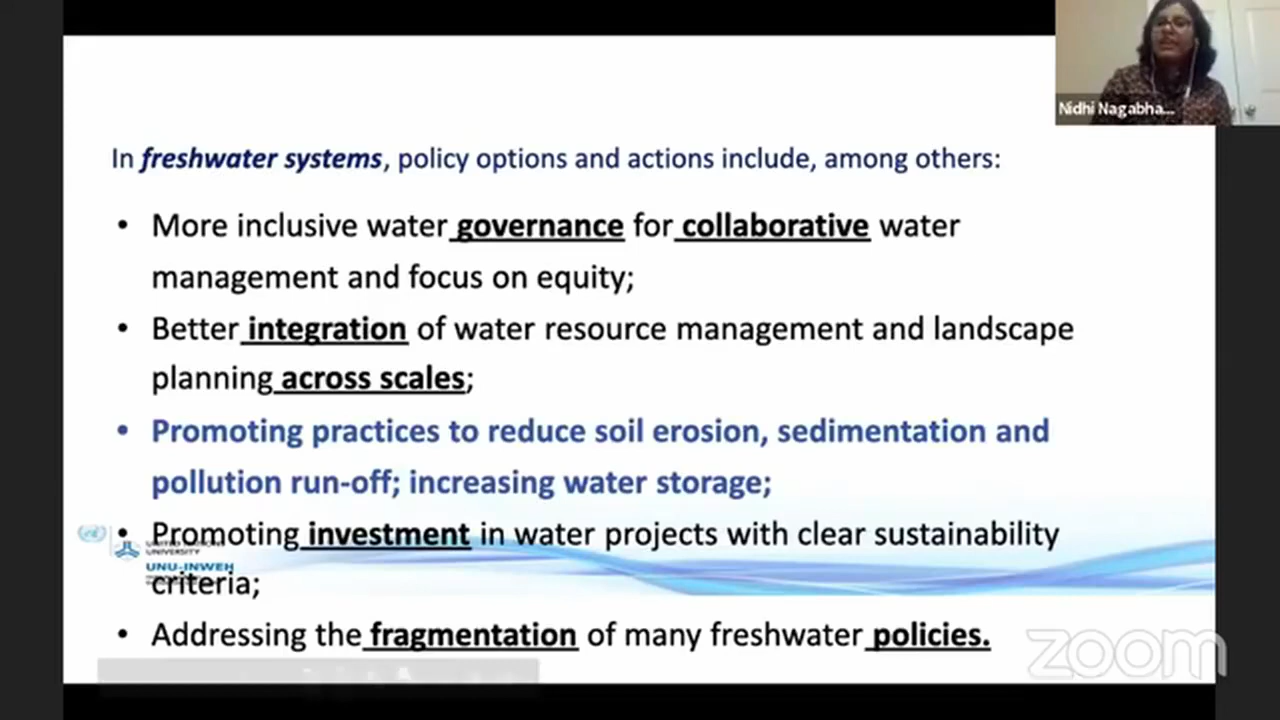 Nidhi Nagabha...
In freshwater systems, policy options and actions include, among others:
• More inclusive water governance for collaborative water
management and focus on equity;
• Better integration of water resource management and landscape
planning across scales;
• Promoting practices to reduce soil erosion, sedimentation and
pollution run-off; increasing water storage;
• Promoting investment in water projects with clear sustainability
UNIVERSITY
UNU-INWEH
criteria;
• Addressing the fragmentation of many freshwater policies.
zoom